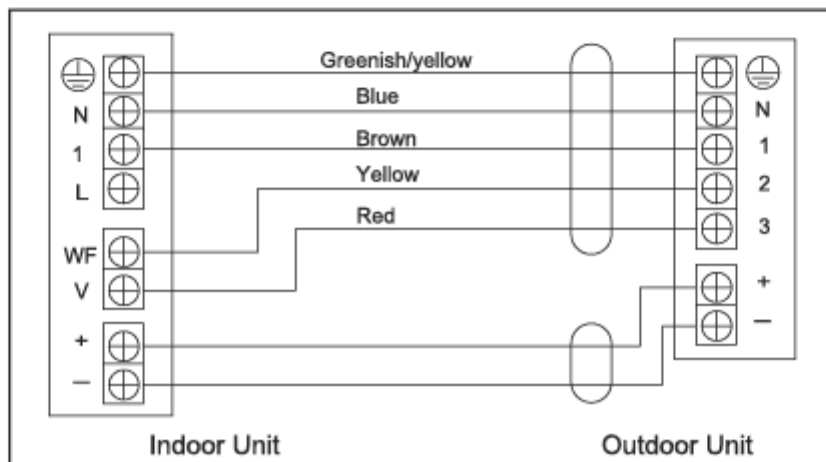 Greenish/yellow
N Blue N
1 Brown 1
L Yellow 2
WF Red 3
V
+ +
— —
Indoor Unit Outdoor Unit